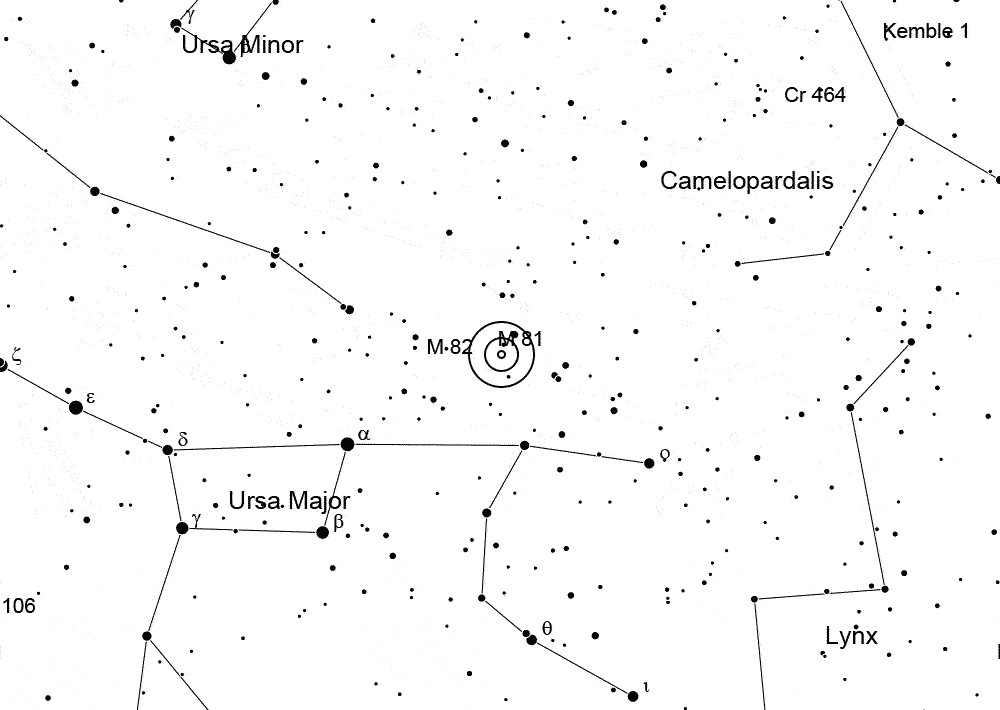 γ
Ursa Minor
β
Kemble 1
Cr 464
Camelopardalis
M 82
M 81
ζ
ε
δ
α
ο
Ursa Major
γ
β
106
θ
Lynx
ι